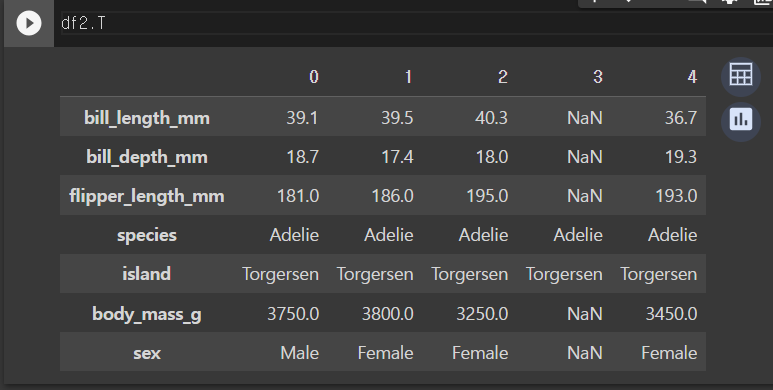 df2.T
0 1 2 3 4
bill_length_mm 39.1 39.5 40.3 NaN 36.7
bill_depth_mm 18.7 17.4 18.0 NaN 19.3
flipper_length_mm 181.0 186.0 195.0 NaN 193.0
species Adelie Adelie Adelie Adelie Adelie
island Torgersen Torgersen Torgersen Torgersen Torgersen
body_mass_g 3750.0 3800.0 3250.0 NaN 3450.0
sex Male Female Female NaN Female